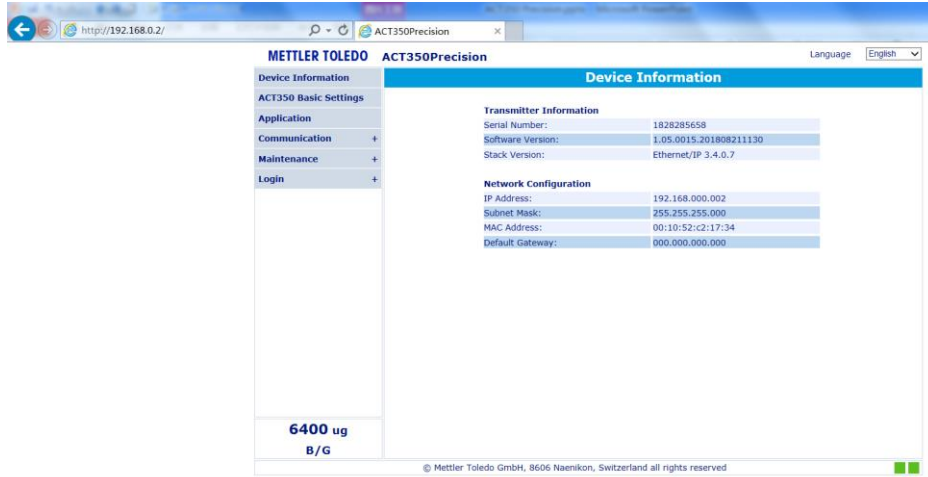 http://192.168.0.2/
ACT350Precision
METTLER TOLEDO ACT350Precision
Language English
Device Information
ACT350 Basic Settings
Application
Communication +
Maintenance +
Login +
Device Information
Transmitter Information
Serial Number: 1828285658
Software Version: 1.05.0015.201808211130
Stack Version: Ethernet/IP 3.4.0.7
Network Configuration
IP Address: 192.168.000.002
Subnet Mask: 255.255.255.000
MAC Address: 00:10:52:c2:17:34
Default Gateway: 000.000.000.000
6400 ug
B/G
© Mettler Toledo GmbH, 8606 Naenikon, Switzerland all rights reserved